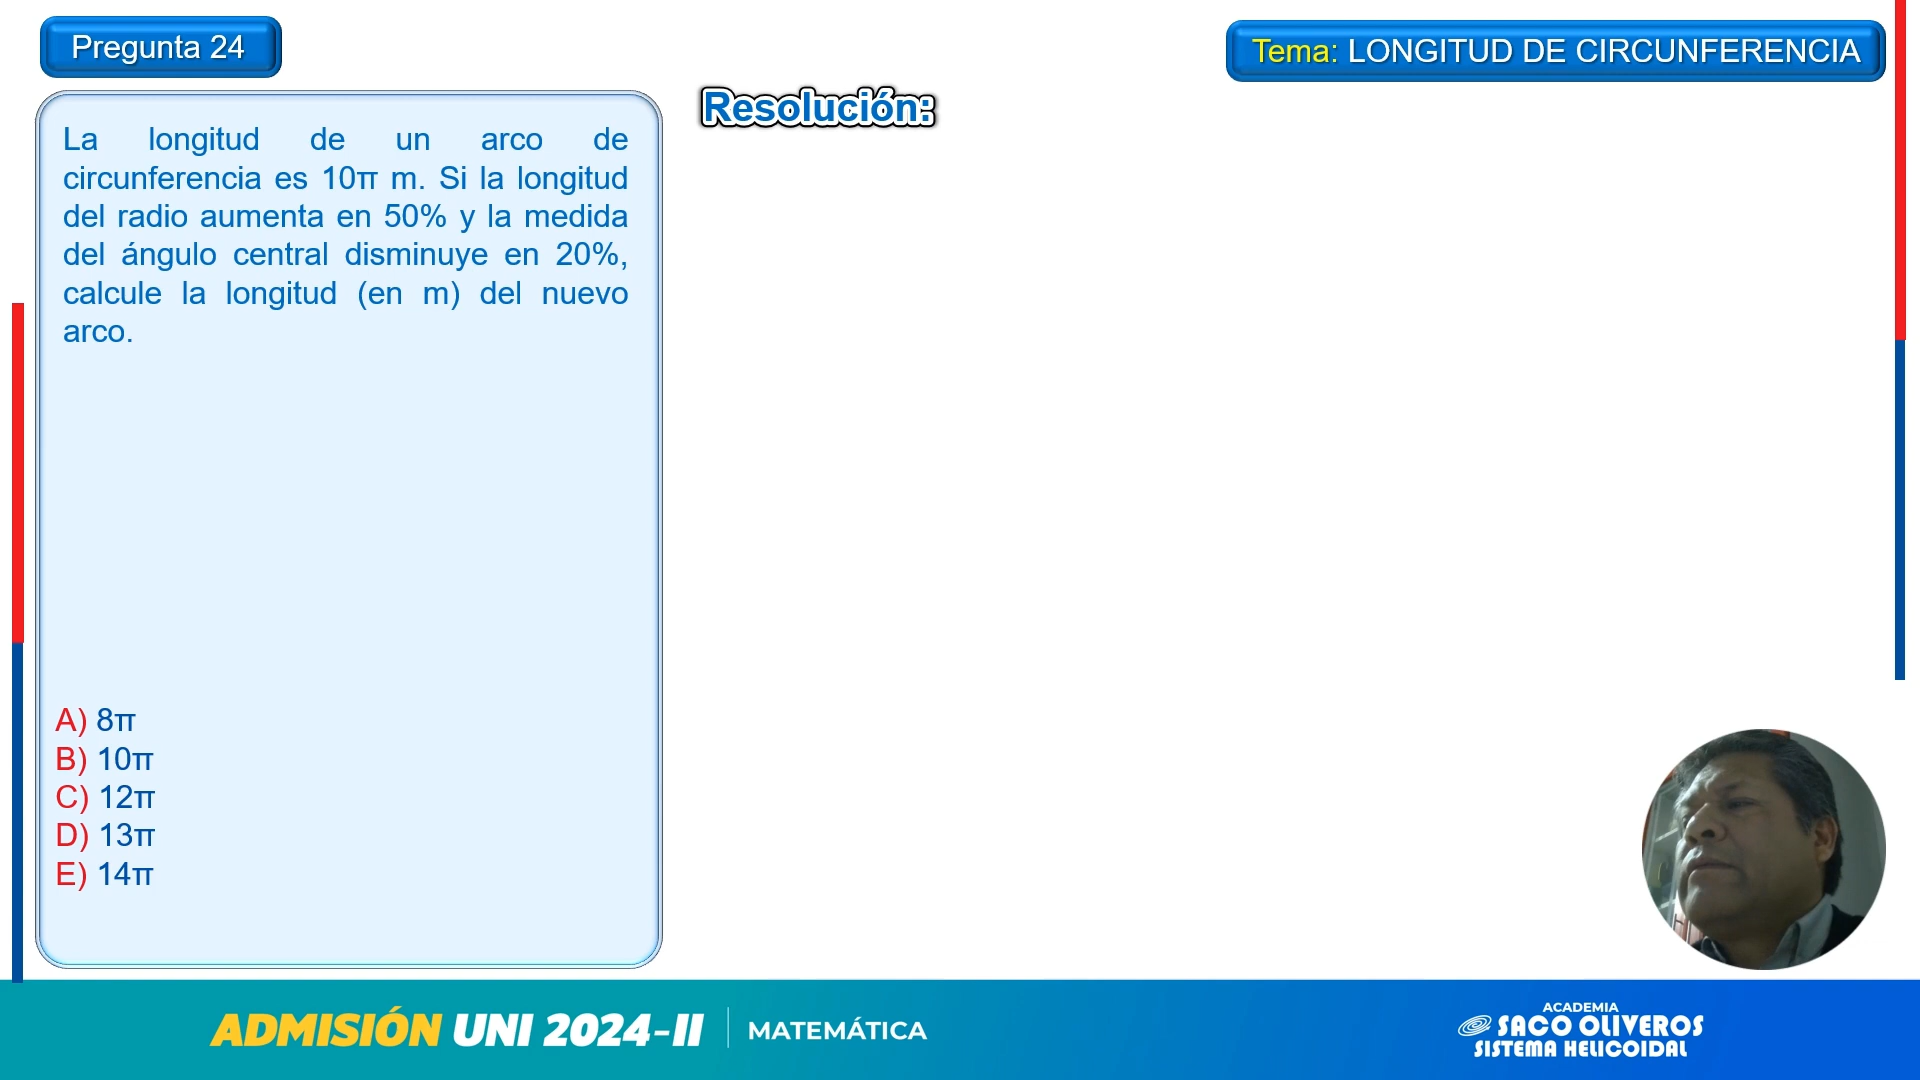 Pregunta 24
Tema: LONGITUD DE CIRCUNFERENCIA
La longitud de un arco de
circunferencia es 10π m. Si la longitud
del radio aumenta en 50% y la medida
del ángulo central disminuye en 20%,
calcule la longitud (en m) del nuevo
arco.
A) 8π
B) 10π
C) 12π
D) 13π
E) 14π
Resolución:
ADMISIÓN UNI 2024-II MATEMÁTICA
ACADEMIA
SACO OLIVEROS
SISTEMA HELICOIDAL